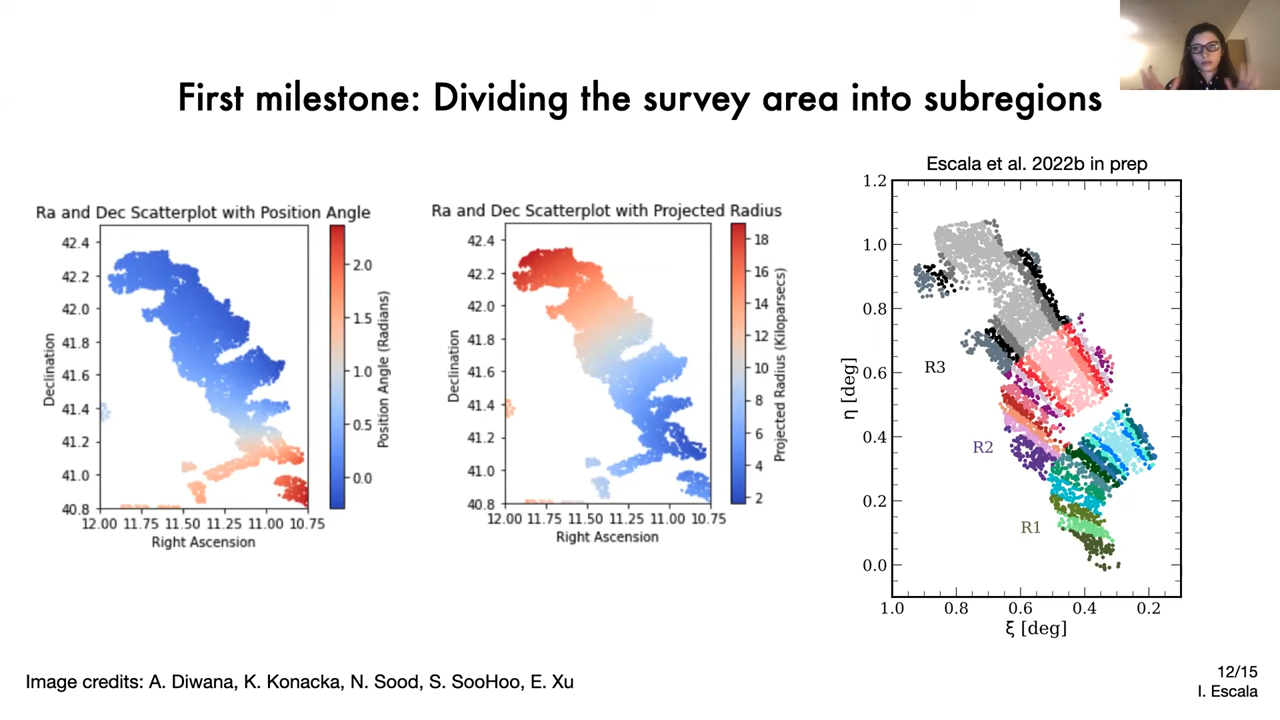 First milestone: Dividing the survey area into subregions
Ra and Dec Scatterplot with Position Angle
42.4
42.2
42.0
41.8
41.6
41.4
41.2
41.0
40.8
Declination
12.00 11.75 11.50 11.25 11.00 10.75
Right Ascension
2.0
1.5
1.0
0.5
0.0
Position Angle (Radians)
Ra and Dec Scatterplot with Projected Radius
42.4
42.2
42.0
41.8
41.6
41.4
41.2
41.0
40.8
Declination
12.00 11.75 11.50 11.25 11.00 10.75
Right Ascension
18
16
14
12
10
8
6
4
2
Projected Radius (Kiloparsecs)
Escala et al. 2022b in prep
1.2
1.0
0.8
0.6
0.4
0.2
0.0
η [deg]
R3
R2
R1
1.0 0.8 0.6 0.4 0.2
ξ [deg]
Image credits: A. Diwana, K. Konacka, N. Sood, S. SooHoo, E. Xu
12/15
I. Escala